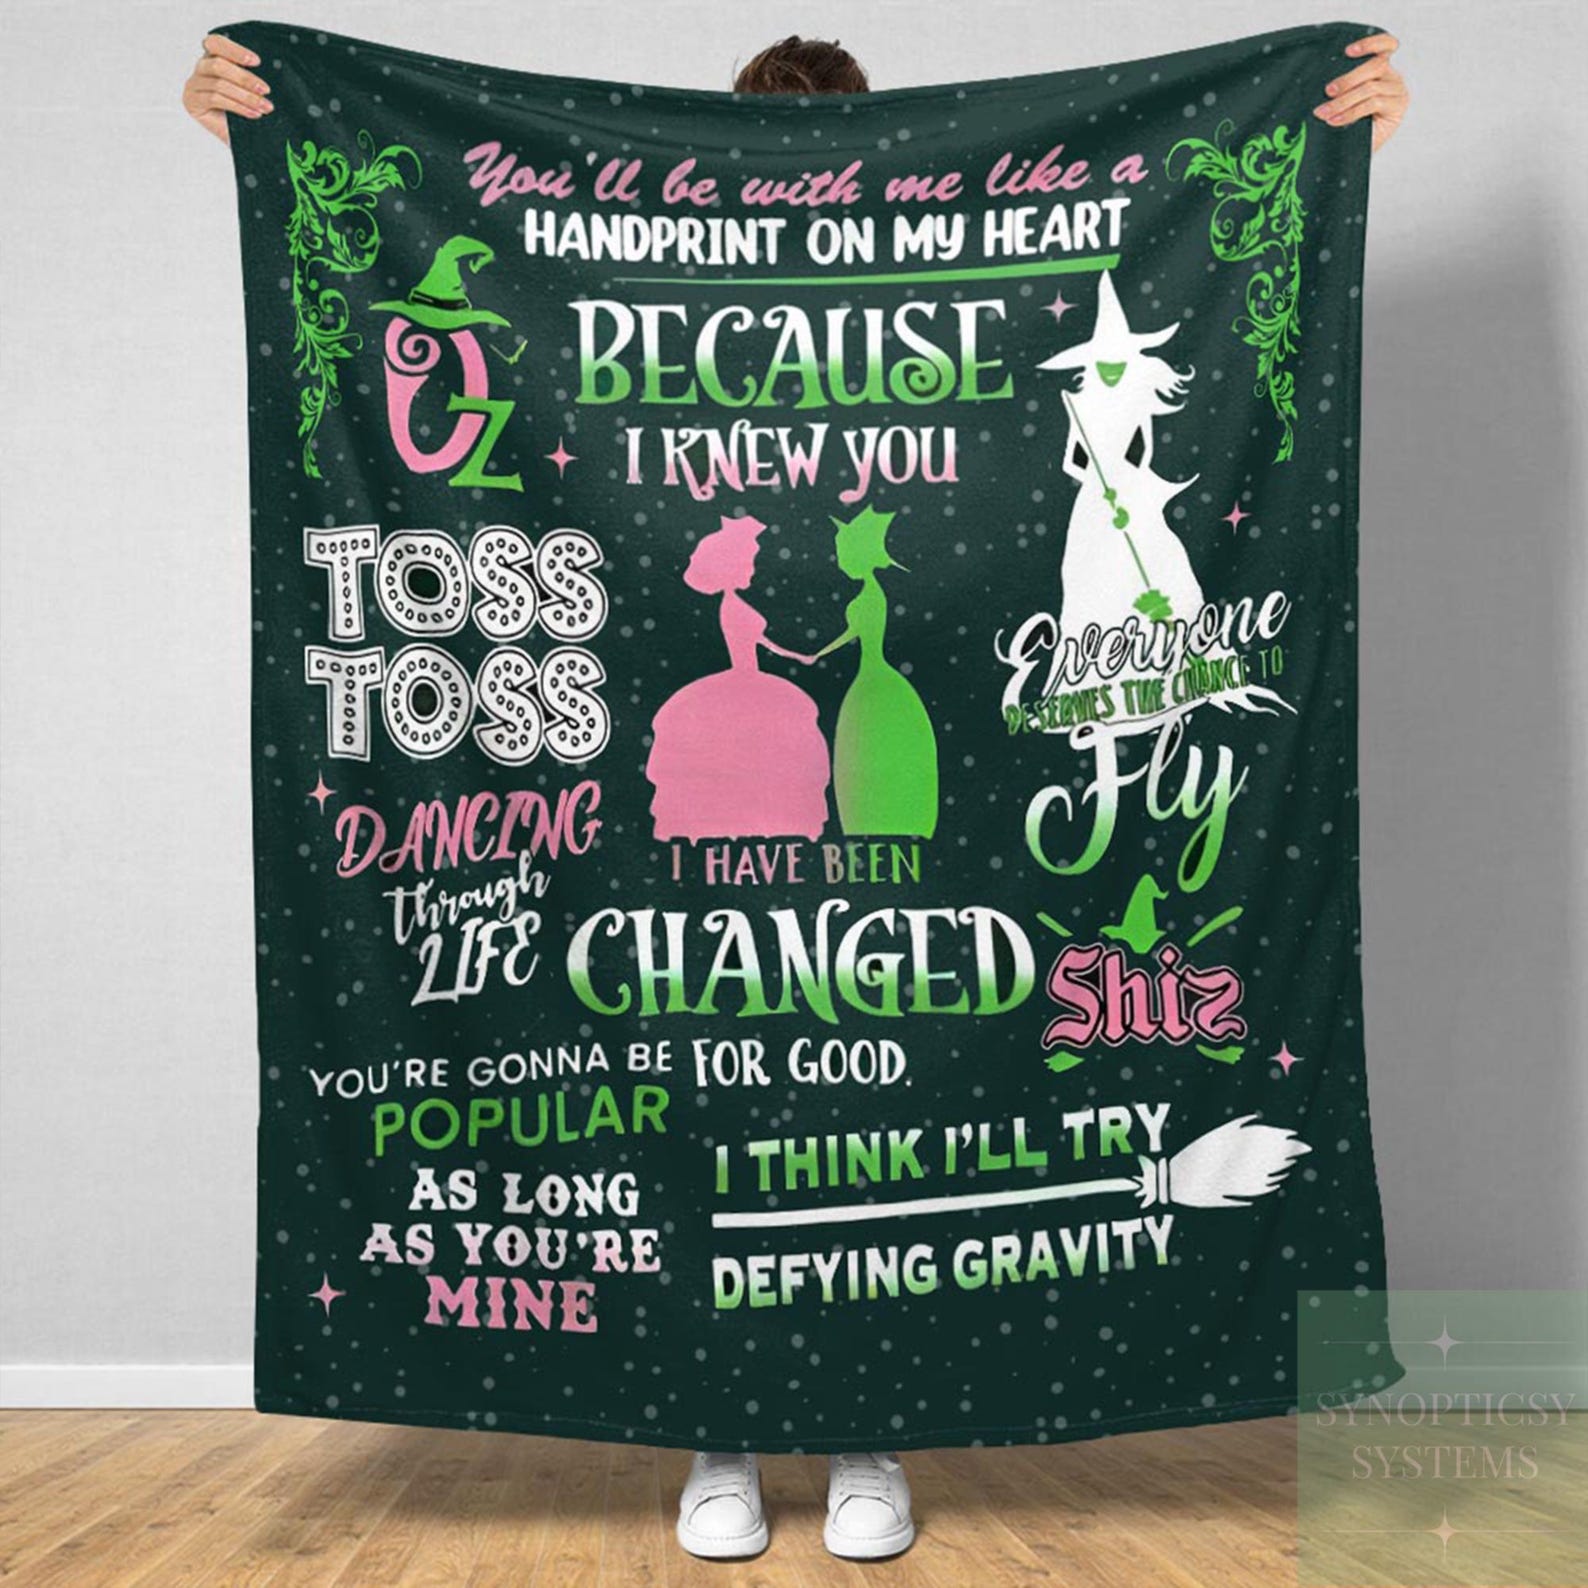 You'll be with me like a
HANDPRINT ON MY HEART
Oz
BECAUSE
I KNEW YOU
TOSS
TOSS
Everyone
DESERVES THE CHANCE TO
Fly
DANCING
through
LIFE
I HAVE BEEN
CHANGED
FOR GOOD.
Shiz
YOU'RE GONNA BE
POPULAR
AS LONG
AS YOU'RE
MINE
I THINK I'LL TRY
DEFYING GRAVITY
SYNOPTICSY
SYSTEMS